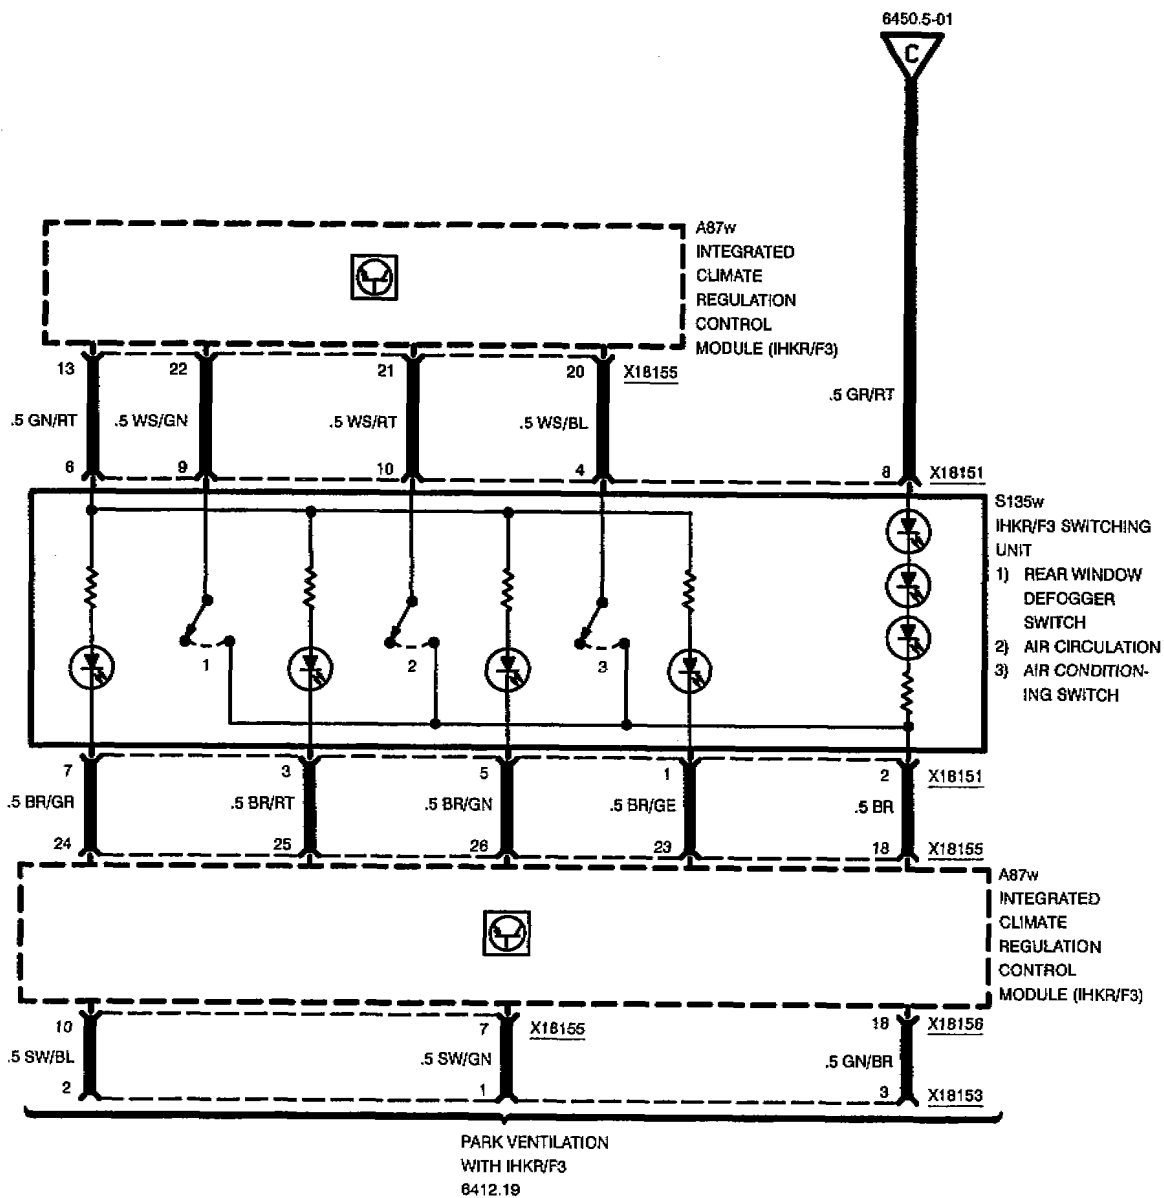 6450.5-01
C
A87w
INTEGRATED
CLIMATE
REGULATION
CONTROL
MODULE (IHKR/F3)
13 22 21 20 X18155
.5 GN/RT .5 WS/GN .5 WS/RT .5 WS/BL .5 GR/RT
6 9 10 4 8 X18151
S135w
IHKR/F3 SWITCHING
UNIT
1) REAR WINDOW
DEFOGGER
SWITCH
2) AIR CIRCULATION
3) AIR CONDITION-
ING SWITCH
1 2 3
7 3 5 1 2 X18151
.5 BR/GR .5 BR/RT .5 BR/GN .5 BR/GE .5 BR
24 25 26 23 18 X18155
A87w
INTEGRATED
CLIMATE
REGULATION
CONTROL
MODULE (IHKR/F3)
10 7 X18155 18 X18156
.5 SW/BL .5 SW/GN .5 GN/BR
2 1 3 X18153
PARK VENTILATION
WITH IHKR/F3
6412.19